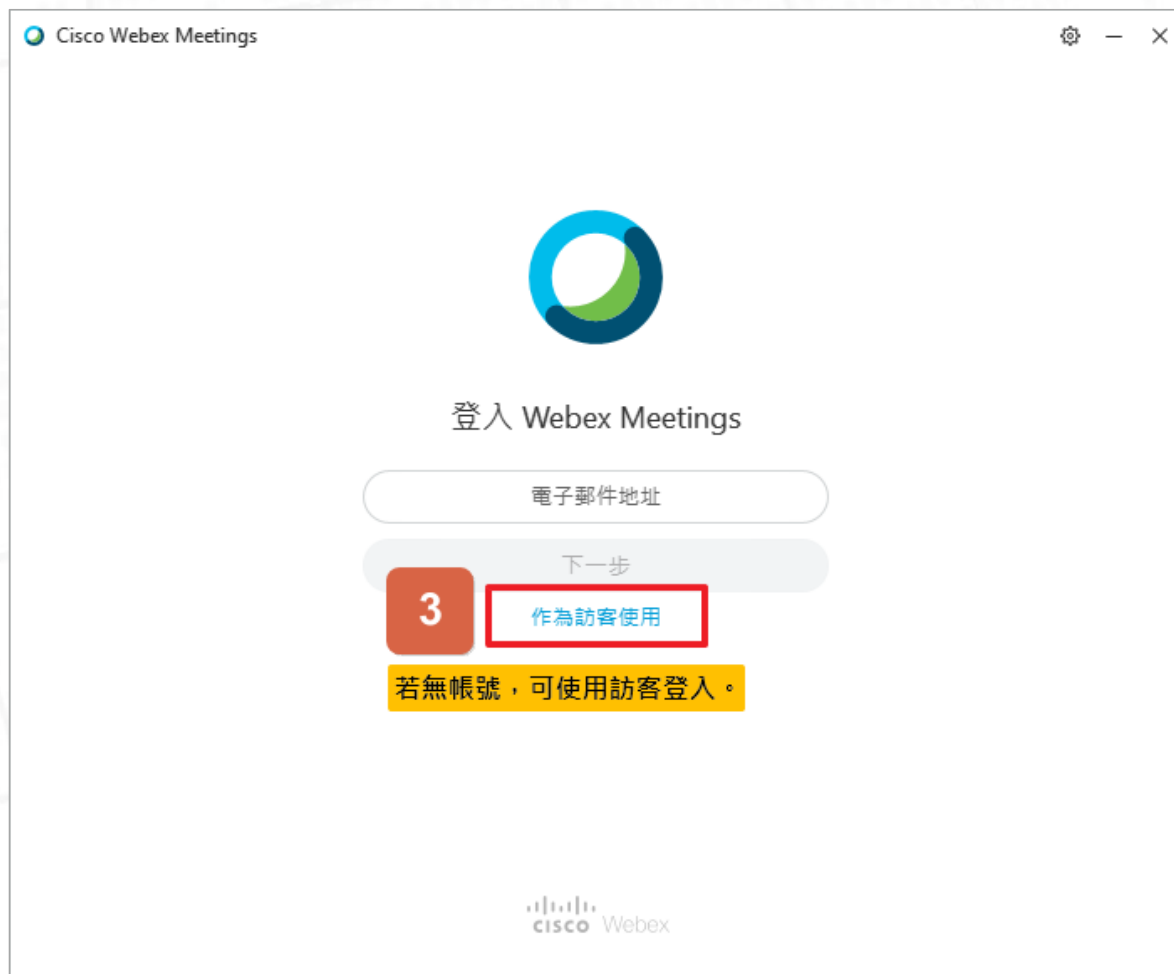 Cisco Webex Meetings
登入 Webex Meetings
電子郵件地址
下一步
3
作為訪客使用
若無帳號，可使用訪客登入。
cisco Webex